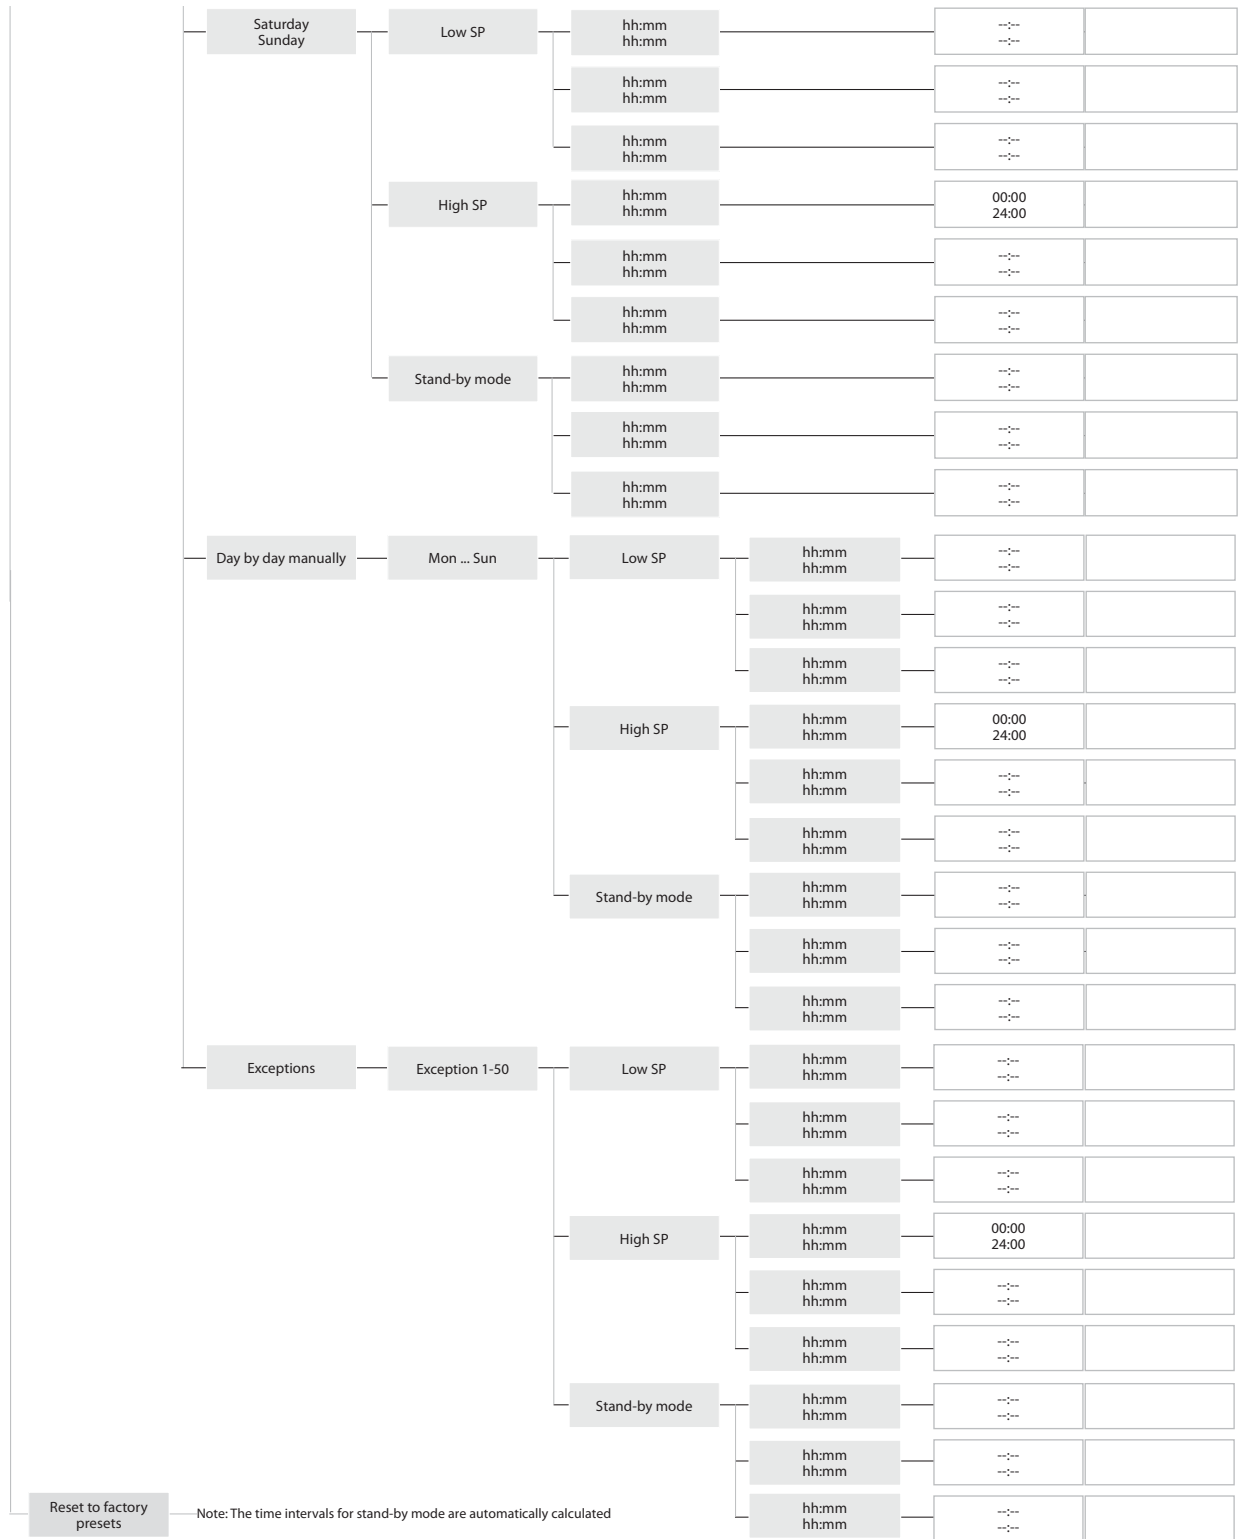 Saturday
Sunday
Low SP
hh:mm
hh:mm
--:--
--:--
hh:mm
hh:mm
--:--
--:--
hh:mm
hh:mm
--:--
--:--
High SP
hh:mm
hh:mm
00:00
24:00
hh:mm
hh:mm
--:--
--:--
hh:mm
hh:mm
--:--
--:--
Stand-by mode
hh:mm
hh:mm
--:--
--:--
hh:mm
hh:mm
--:--
--:--
hh:mm
hh:mm
--:--
--:--
Day by day manually
Mon ... Sun
Low SP
hh:mm
hh:mm
--:--
--:--
hh:mm
hh:mm
--:--
--:--
hh:mm
hh:mm
--:--
--:--
High SP
hh:mm
hh:mm
00:00
24:00
hh:mm
hh:mm
--:--
--:--
hh:mm
hh:mm
--:--
--:--
Stand-by mode
hh:mm
hh:mm
--:--
--:--
hh:mm
hh:mm
--:--
--:--
hh:mm
hh:mm
--:--
--:--
Exceptions
Exception 1-50
Low SP
hh:mm
hh:mm
--:--
--:--
hh:mm
hh:mm
--:--
--:--
hh:mm
hh:mm
--:--
--:--
High SP
hh:mm
hh:mm
00:00
24:00
hh:mm
hh:mm
--:--
--:--
hh:mm
hh:mm
--:--
--:--
Stand-by mode
hh:mm
hh:mm
--:--
--:--
hh:mm
hh:mm
--:--
--:--
hh:mm
hh:mm
--:--
--:--
Reset to factory
presets
Note: The time intervals for stand-by mode are automatically calculated